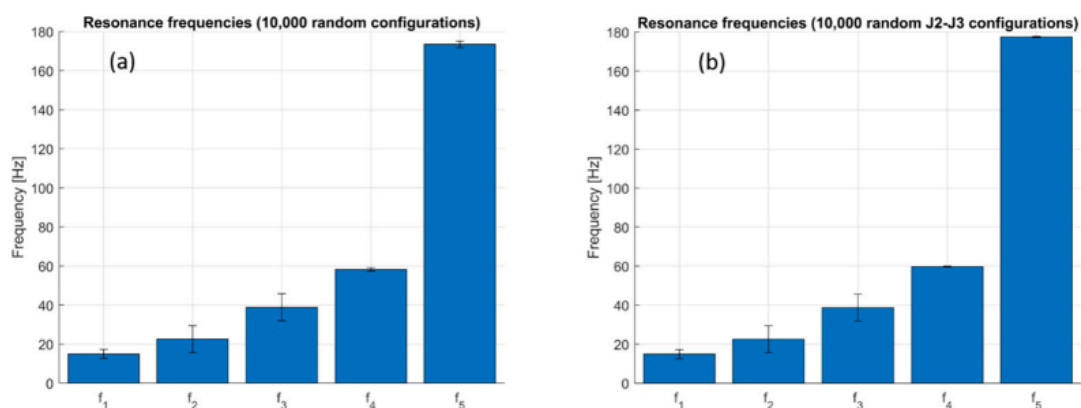 Resonance frequencies (10,000 random configurations)
(a)
180
160
140
120
100
80
60
40
20
0
Frequency [Hz]
f1 f2 f3 f4 f5
Resonance frequencies (10,000 random J2-J3 configurations)
(b)
180
160
140
120
100
80
60
40
20
0
Frequency [Hz]
f1 f2 f3 f4 f5